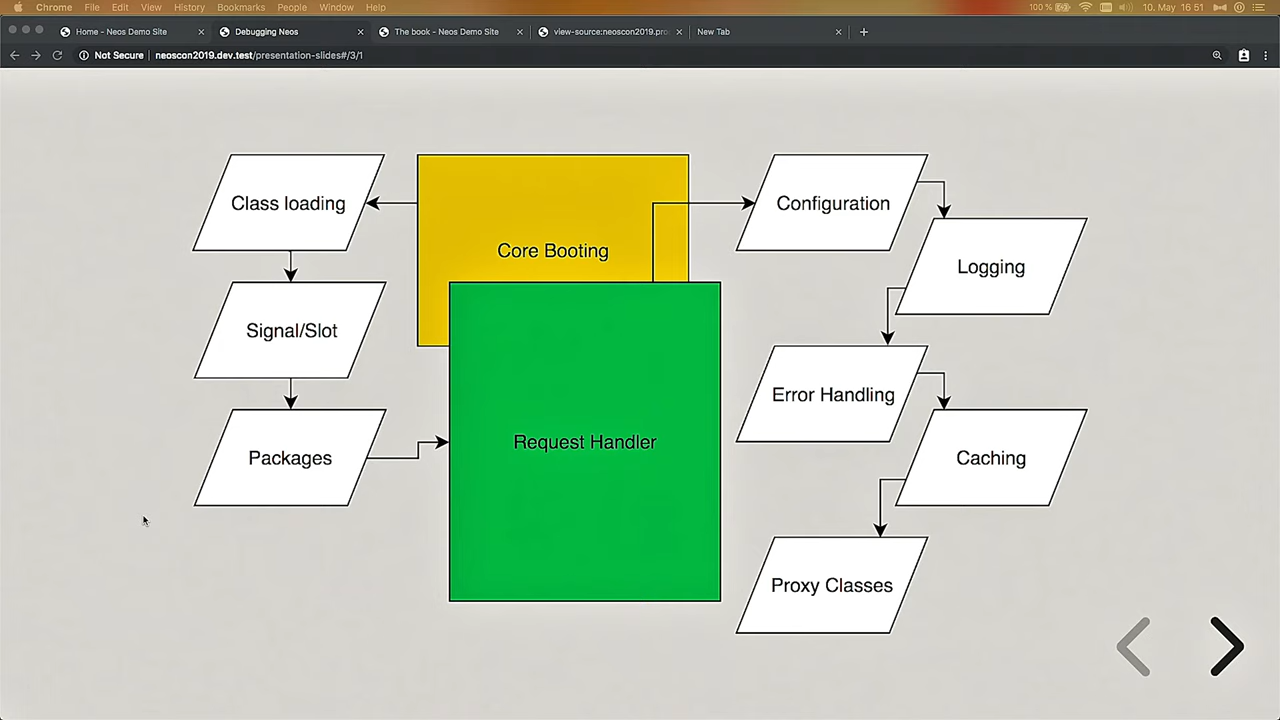 Chrome File Edit View History Bookmarks People Window Help 100 % 10. May 16 51
Home - Neos Demo Site Debugging Neos The book - Neos Demo Site view-source:neoscon2019.pro New Tab
Not Secure neoscon2019.dev.test/presentation-slides#/3/1
Class loading
Core Booting
Configuration
Logging
Signal/Slot
Error Handling
Request Handler
Packages
Caching
Proxy Classes